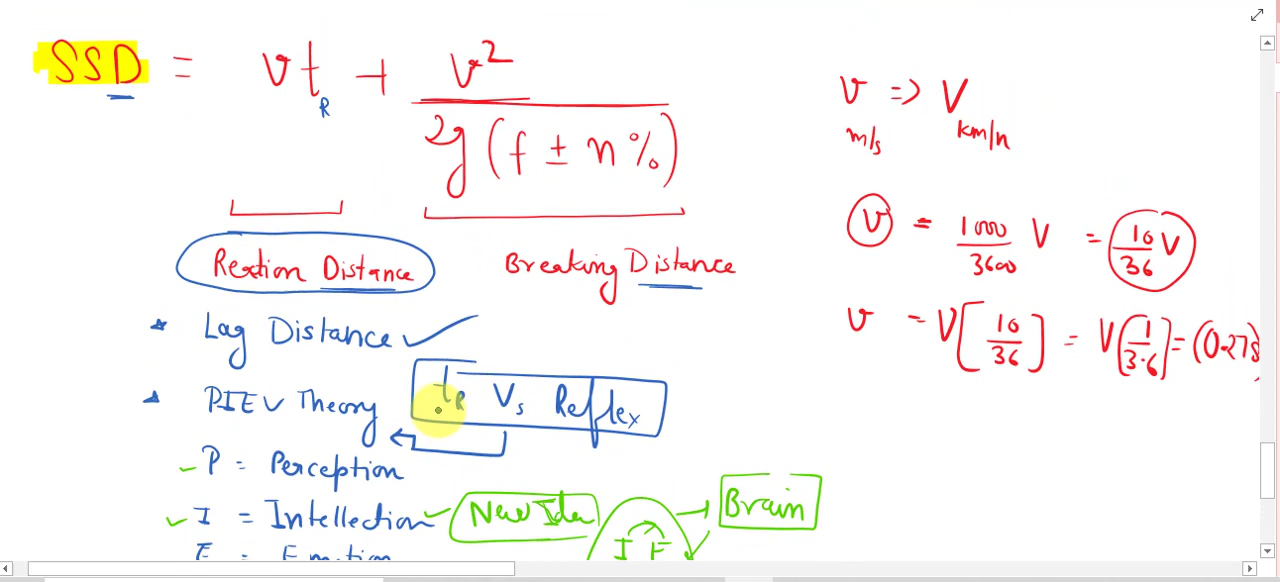 SSD = vt_R + v² / 2g (f ± n%)
v => V
m/s km/h
v = 1000/3600 V = 10/36 V
Reation Distance
Breaking Distance
v = V[10/36] = V(1/3.6) = (0.278)
* Lag Distance ✓
PIEV Theory
t_R Vs Reflex
P = Perception
I = Intellection
New Idea
Brain
I E
E = Emotion